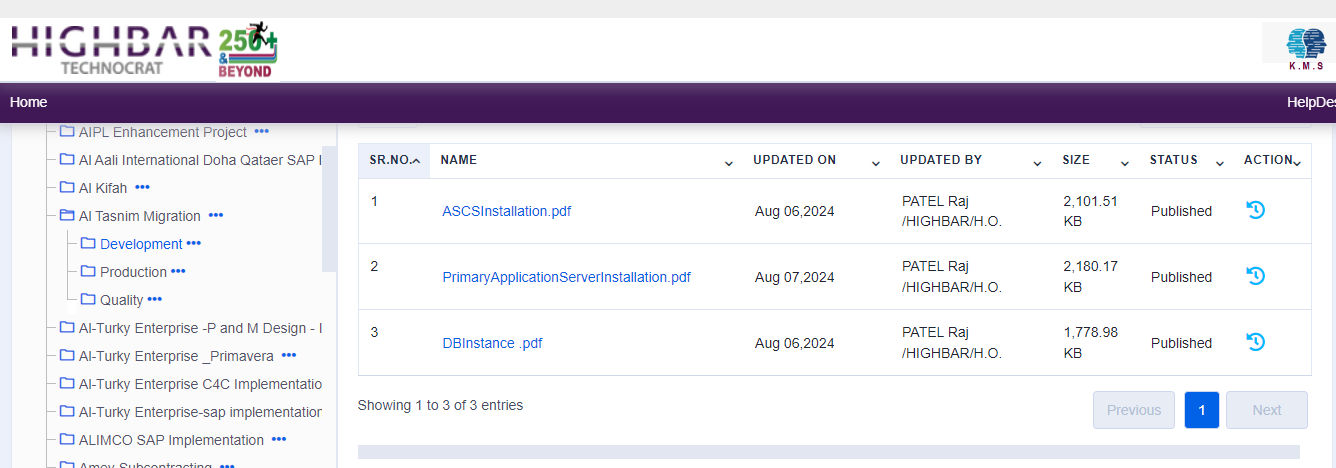 HIGHBAR
TECHNOCRAT
250+
&
BEYOND
K.M.S
Home
HelpDes
AIPL Enhancement Project •••
Al Aali International Doha Qataer SAP I
Al Kifah •••
Al Tasnim Migration •••
Development •••
Production •••
Quality •••
Al-Turky Enterprise -P and M Design - I
Al-Turky Enterprise _Primavera •••
Al-Turky Enterprise C4C Implementatio
Al-Turky Enterprise-sap implementation
ALIMCO SAP Implementation •••
Amey Subcontracting •••
SR.NO. NAME UPDATED ON UPDATED BY SIZE STATUS ACTION
1 ASCSInstallation.pdf Aug 06,2024 PATEL Raj 2,101.51 Published
/HIGHBAR/H.O. KB
2 PrimaryApplicationServerInstallation.pdf Aug 07,2024 PATEL Raj 2,180.17 Published
/HIGHBAR/H.O. KB
3 DBInstance .pdf Aug 06,2024 PATEL Raj 1,778.98 Published
/HIGHBAR/H.O. KB
Showing 1 to 3 of 3 entries
Previous 1 Next